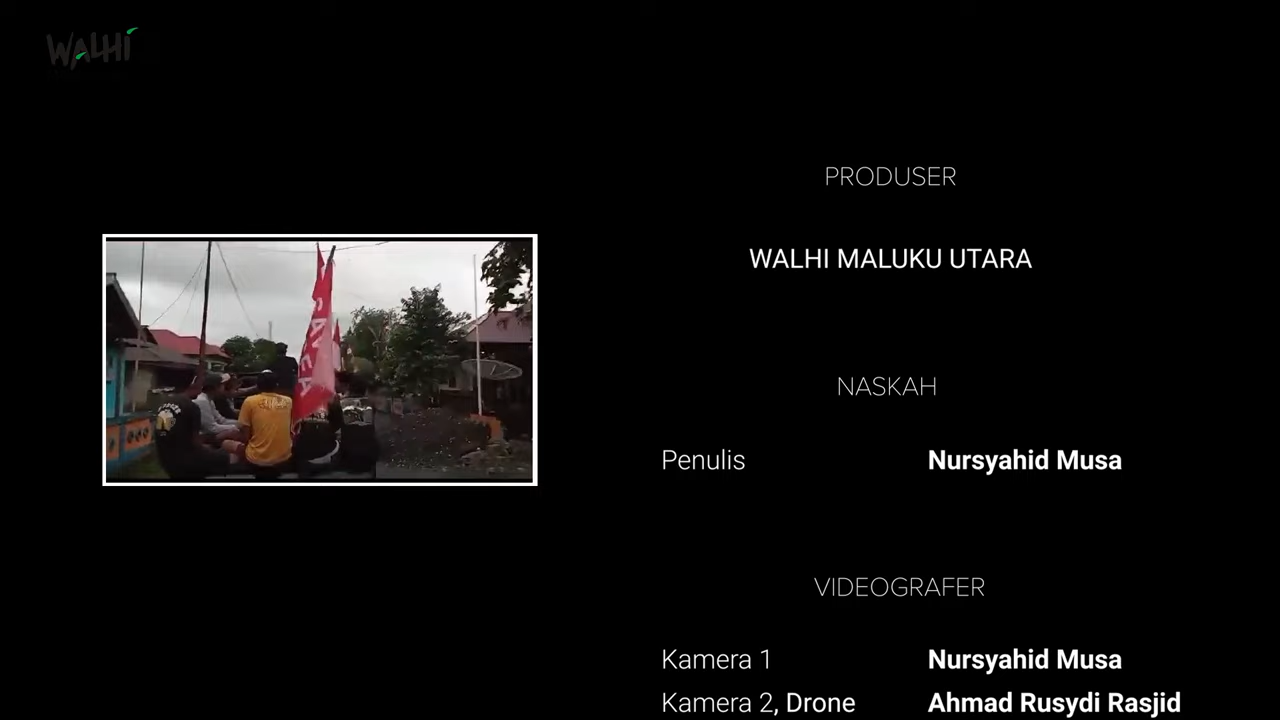 WALHI
PRODUSER
WALHI MALUKU UTARA
NASKAH
Penulis Nursyahid Musa
VIDEOGRAFER
Kamera 1 Nursyahid Musa
Kamera 2, Drone Ahmad Rusydi Rasjid